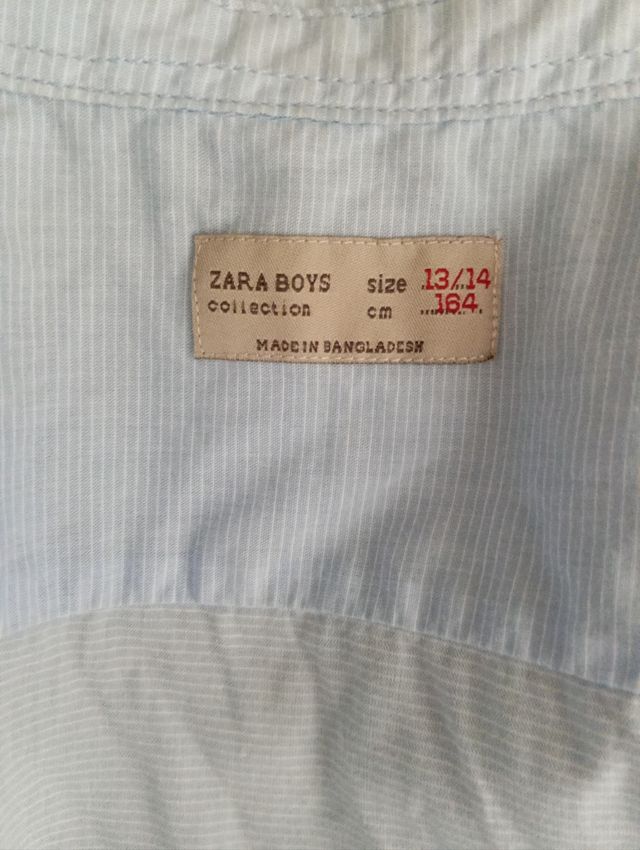 ZARA BOYS size 13/14
collection cm 164
MADE IN BANGLADESH